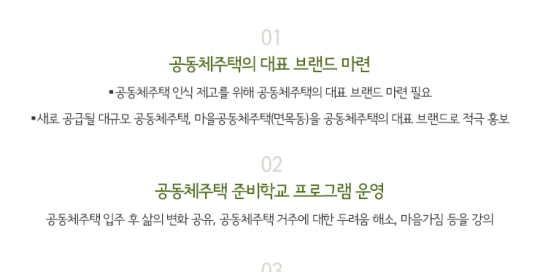 01
공동체주택의 대표 브랜드 마련
▪공동체주택 인식 제고를 위해 공동체주택의 대표 브랜드 마련 필요
▪새로 공급될 대규모 공동체주택, 마을공동체주택(면목동)을 공동체주택의 대표 브랜드로 적극 홍보
02
공동체주택 준비학교 프로그램 운영
공동체주택 입주 후 삶의 변화 공유, 공동체주택 거주에 대한 두려움 해소, 마음가짐 등을 강의
03